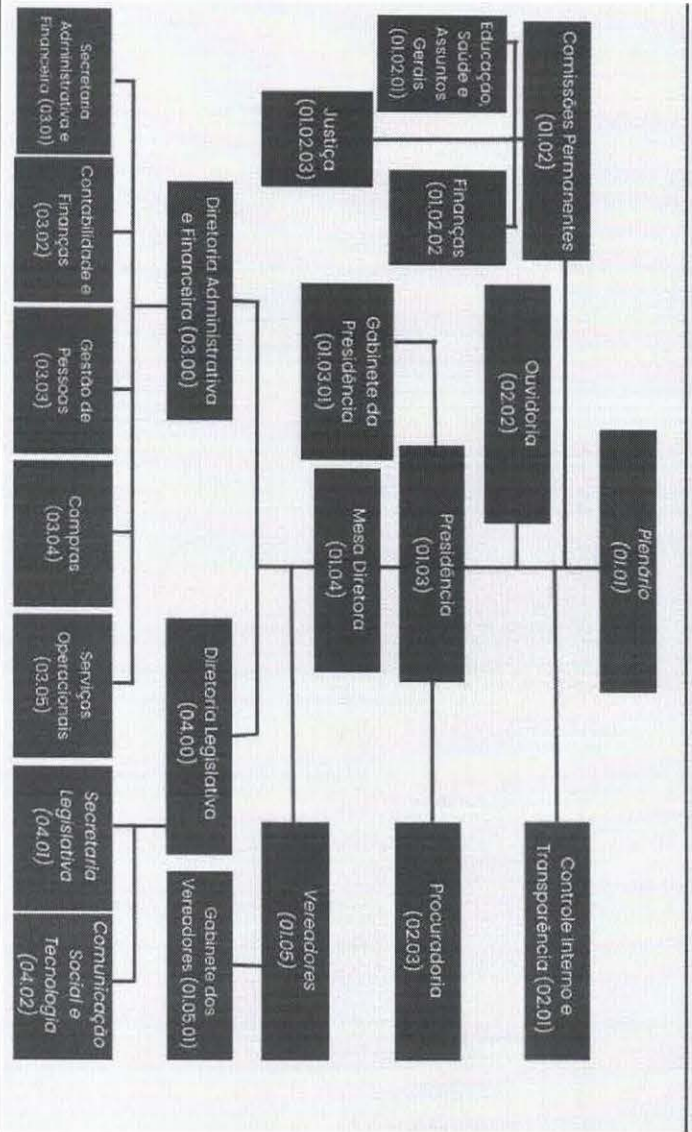 Plenário
(01.01)
Comissões Permanentes
(01.02)
Controle Interno e
Transparência (02.01)
Educação,
Saúde e
Assuntos
Gerais
(01.02.01)
Finanças
(01.02.02
Justiça
(01.02.03)
Ouvidoria
(02.02)
Presidência
(01.03)
Gabinete da
Presidência
(01.03.01)
Procuradoria
(02.03)
Mesa Diretora
(01.04)
Vereadores
(01.05)
Diretoria Administrativa
e Financeira (03.00)
Diretoria Legislativa
(04.00)
Gabinete dos
Vereadores (01.05.01)
Secretaria
Administrativa e
Financeira (03.01)
Contabilidade e
Finanças
(03.02)
Gestão de
Pessoas
(03.03)
Compras
(03.04)
Serviços
Operacionais
(03.05)
Secretaria
Legislativa
(04.01)
Comunicação
Social e
Tecnologia
(04.02)